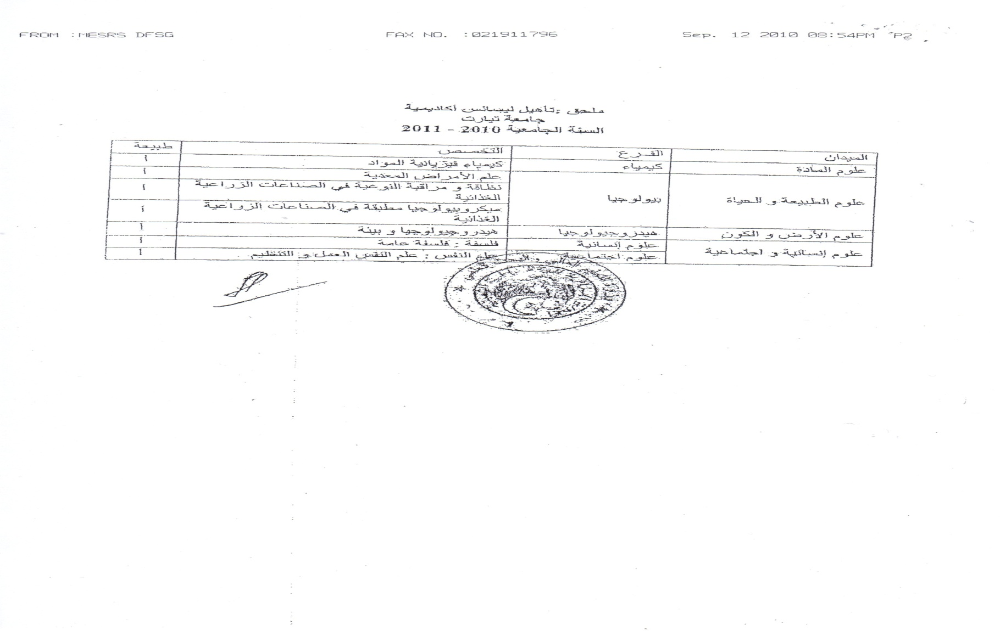 FROM :MESRS DFSG FAX NO. :021911796 Sep. 12 2010 08:54PM P2
ملحق :تأهيل ليسانس أكاديمية
جامعة تيارت
السنة الجامعية 2010 - 2011
الميدان الفرع التخصص طبيعة
علوم المادة كيمياء كيمياء فيزيائية المواد أ
علوم الطبيعة و الحياة بيولوجيا علم الأمراض المعدية أ
نظافة و مراقبة النوعية في الصناعات الزراعية أ
الغذائية
ميكروبيولوجيا مطبقة في الصناعات الزراعية أ
الغذائية
علوم الأرض و الكون هيدروجيولوجيا هيدروجيولوجيا و بيئة أ
علوم إنسانية و اجتماعية علوم إنسانية فلسفة : فلسفة عامة أ
علوم اجتماعية علم النفس : علم النفس العمل و التنظيم. أ